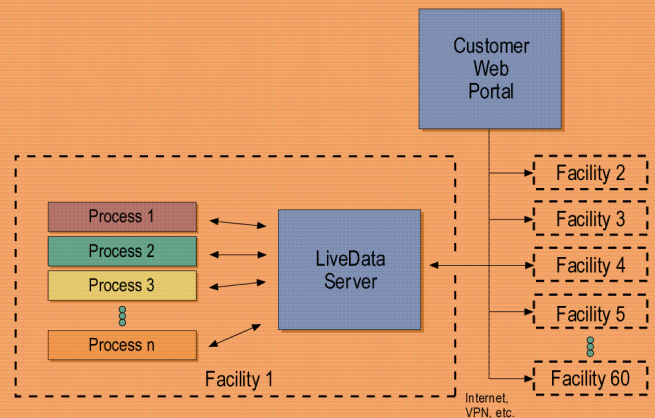 Customer
Web
Portal
Process 1
Process 2
Process 3
Process n
LiveData
Server
Facility 1
Facility 2
Facility 3
Facility 4
Facility 5
Facility 60
Internet,
VPN, etc.